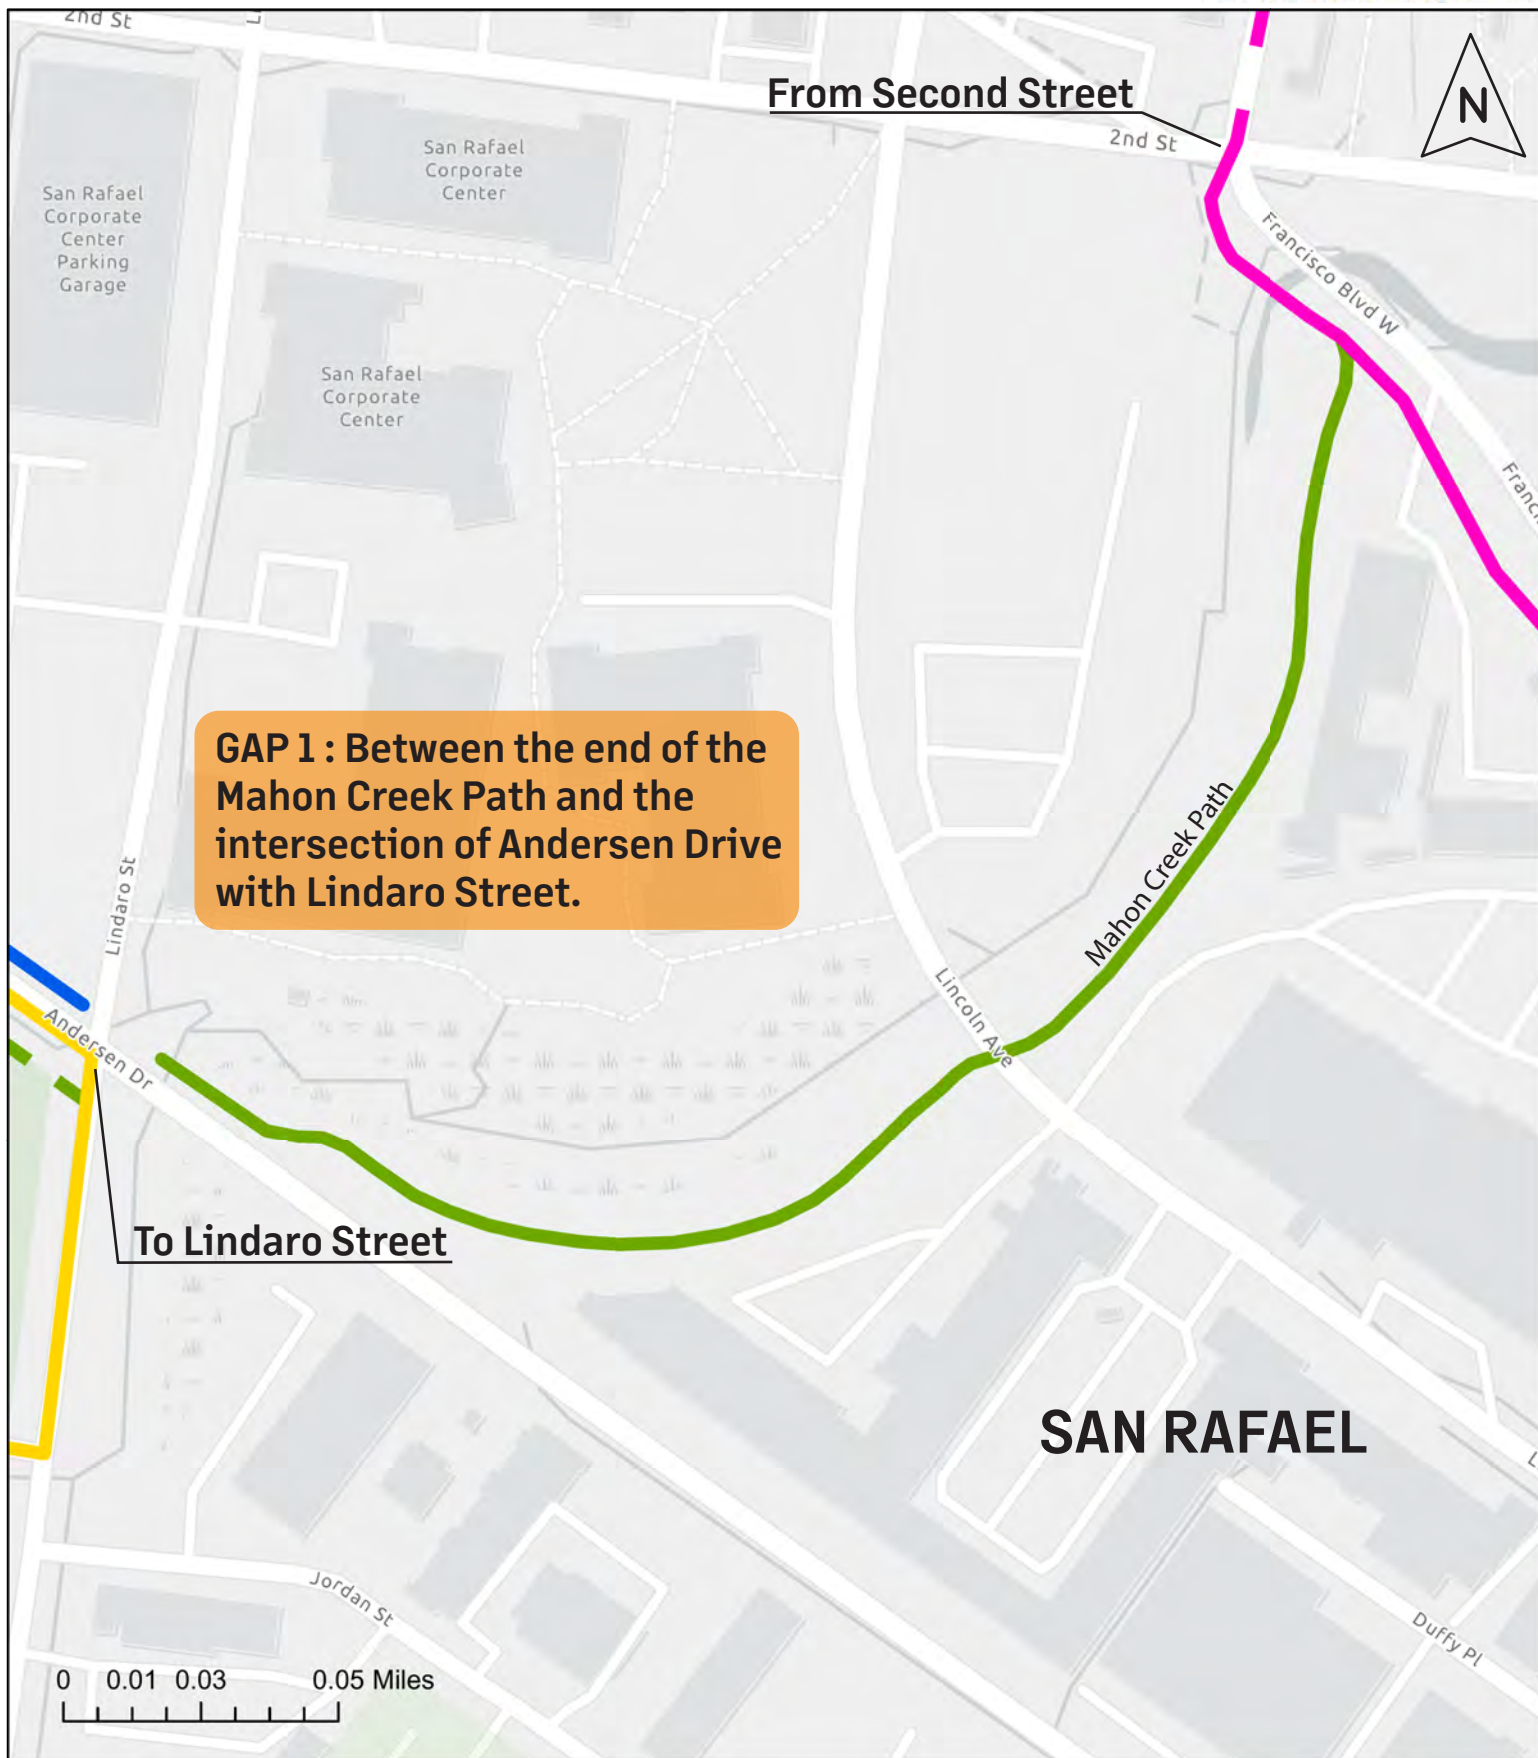 2nd St
From Second Street
N
2nd St
San Rafael
Corporate
Center
San Rafael
Corporate
Center
Parking
Garage
Francisco Blvd W
San Rafael
Corporate
Center
GAP 1 : Between the end of the
Mahon Creek Path and the
intersection of Andersen Drive
with Lindaro Street.
Mahon Creek Path
Lindaro St
Lincoln Ave
Andersen Dr
To Lindaro Street
SAN RAFAEL
Jordan St
Duffy Pl
0 0.01 0.03 0.05 Miles